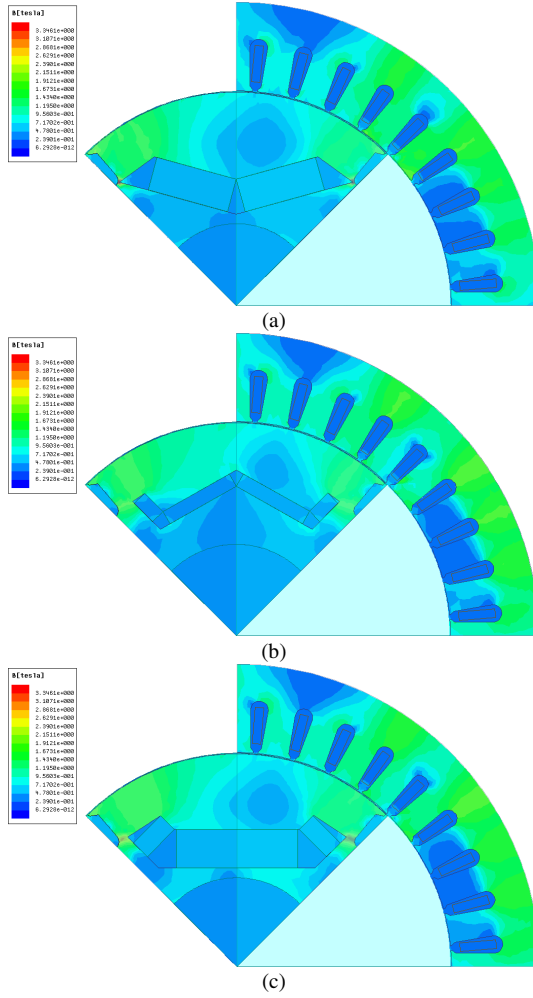 B[tesla]
3.3461e+000
3.1071e+000
2.8681e+000
2.6291e+000
2.3901e+000
2.1511e+000
1.9121e+000
1.6731e+000
1.4340e+000
1.1950e+000
9.5603e-001
7.1702e-001
4.7801e-001
2.3901e-001
6.2928e-012
(a)
B[tesla]
3.3461e+000
3.1071e+000
2.8681e+000
2.6291e+000
2.3901e+000
2.1511e+000
1.9121e+000
1.6731e+000
1.4340e+000
1.1950e+000
9.5603e-001
7.1702e-001
4.7801e-001
2.3901e-001
6.2928e-012
(b)
B[tesla]
3.3461e+000
3.1071e+000
2.8681e+000
2.6291e+000
2.3901e+000
2.1511e+000
1.9121e+000
1.6731e+000
1.4340e+000
1.1950e+000
9.5603e-001
7.1702e-001
4.7801e-001
2.3901e-001
6.2928e-012
(c)